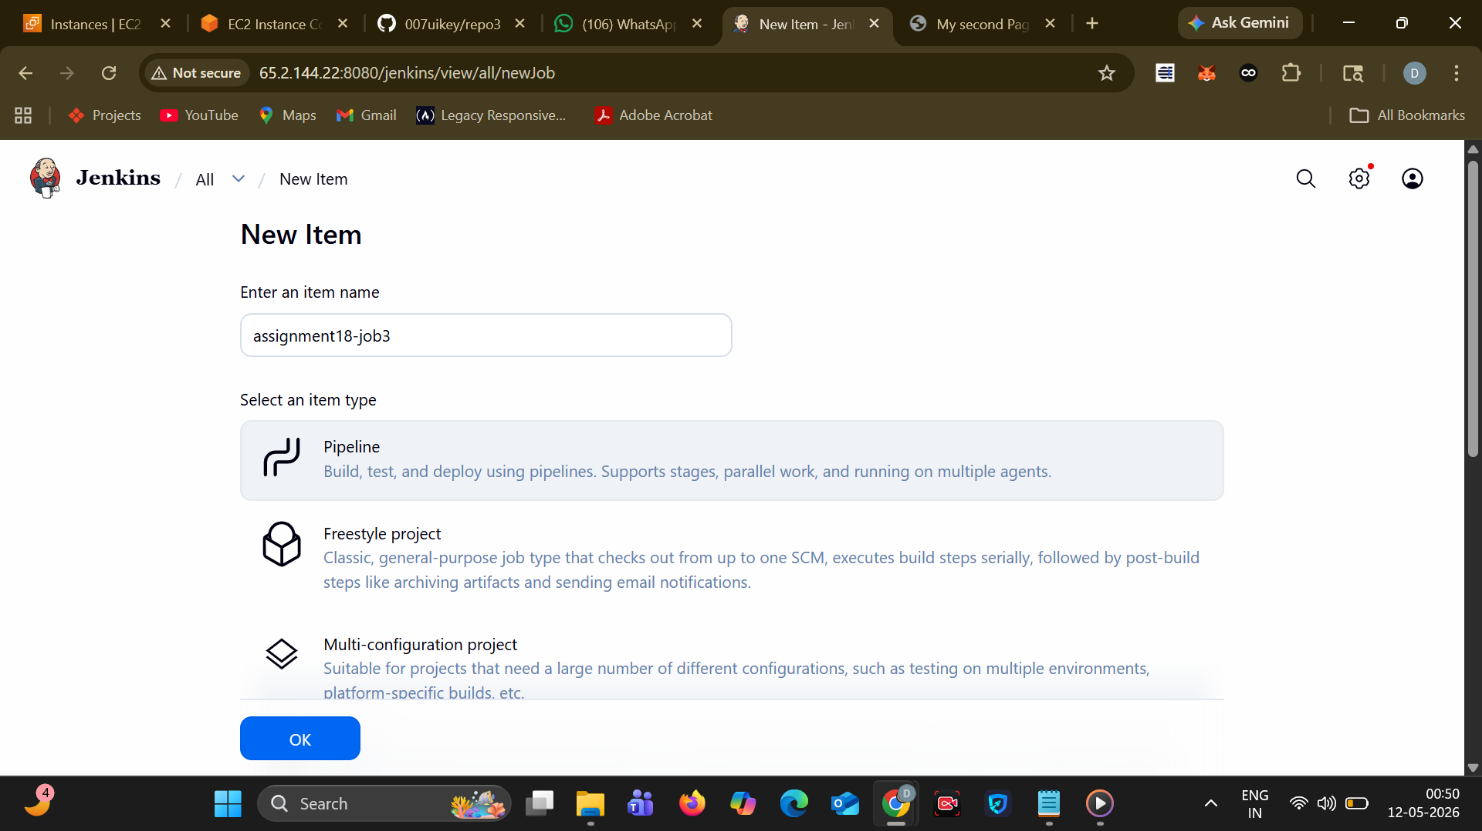 Instances | EC2
EC2 Instance Co
007uikey/repo3
(106) WhatsApp
New Item - Jenk
My second Pag
Ask Gemini
Not secure
65.2.144.22:8080/jenkins/view/all/newJob
D
Projects
YouTube
Maps
Gmail
Legacy Responsive...
Adobe Acrobat
All Bookmarks
Jenkins / All / New Item
New Item
Enter an item name
assignment18-job3
Select an item type
Pipeline
Build, test, and deploy using pipelines. Supports stages, parallel work, and running on multiple agents.
Freestyle project
Classic, general-purpose job type that checks out from up to one SCM, executes build steps serially, followed by post-build
steps like archiving artifacts and sending email notifications.
Multi-configuration project
Suitable for projects that need a large number of different configurations, such as testing on multiple environments,
platform-specific builds, etc.
OK
4
Search
D
ENG
IN
00:50
12-05-2026